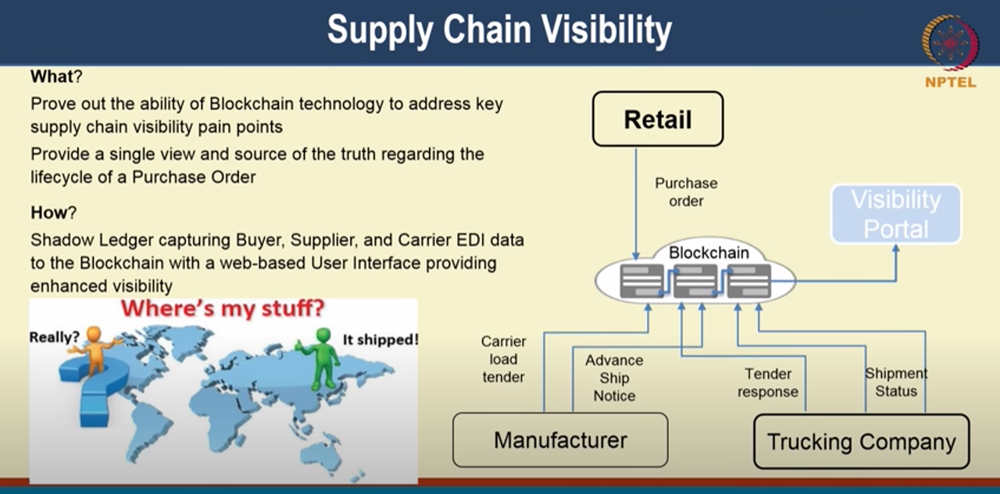 Supply Chain Visibility
NPTEL
What?
Prove out the ability of Blockchain technology to address key
supply chain visibility pain points
Provide a single view and source of the truth regarding the
lifecycle of a Purchase Order
How?
Shadow Ledger capturing Buyer, Supplier, and Carrier EDI data
to the Blockchain with a web-based User Interface providing
enhanced visibility
Where's my stuff?
Really?
It shipped!
Retail
Purchase
order
Visibility
Portal
Blockchain
Carrier
load
tender
Advance
Ship
Notice
Tender
response
Shipment
Status
Manufacturer
Trucking Company